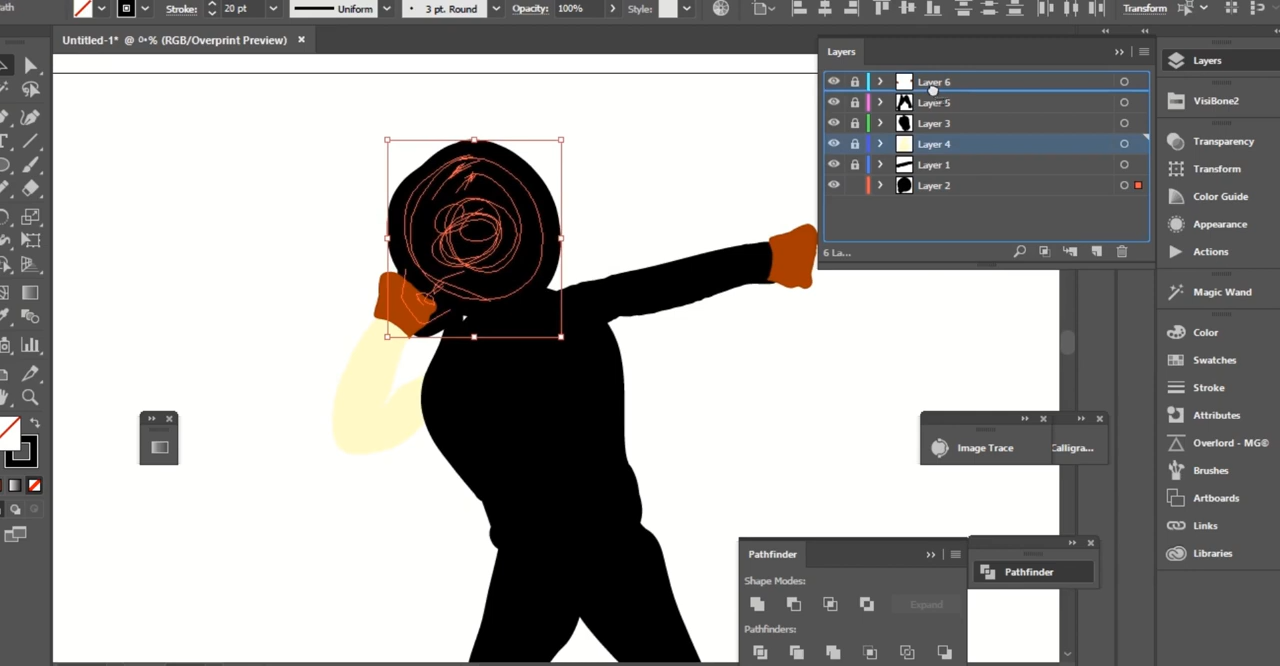 ath
Stroke:
20 pt
Uniform
3 pt. Round
Opacity:
100%
Style:
Transform
Untitled-1* @
% (RGB/Overprint Preview)
Layers
Layer 6
Layer 5
Layer 3
Layer 4
Layer 1
Layer 2
6 La...
Layers
VisiBone2
Transparency
Transform
Color Guide
Appearance
Actions
Magic Wand
Color
Swatches
Stroke
Attributes
Overlord - MG®
Brushes
Artboards
Links
Libraries
Image Trace
Calligra...
Pathfinder
Shape Modes:
Expand
Pathfinders:
Pathfinder